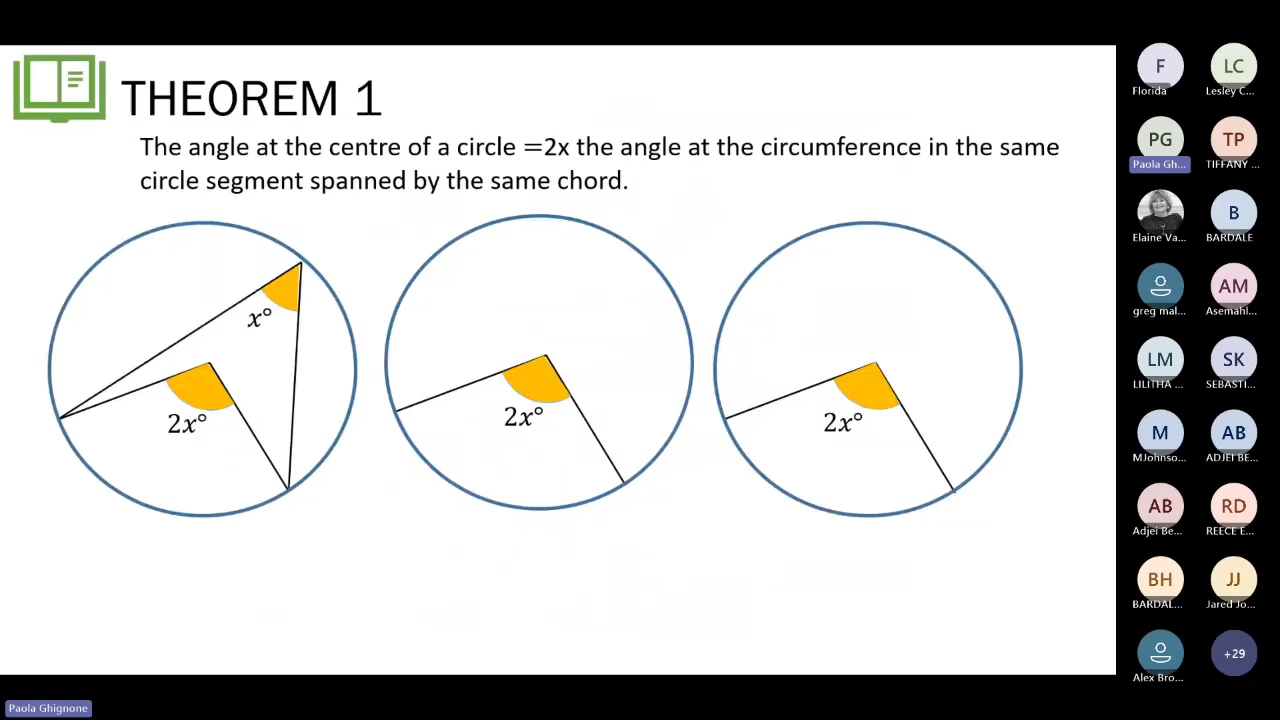 THEOREM 1
The angle at the centre of a circle =2x the angle at the circumference in the same
circle segment spanned by the same chord.
x°
2x°
2x°
2x°
F
Florida
LC
Lesley C...
PG
Paola Gh...
TP
TIFFANY ...
Elaine Va...
B
BARDALE
greg mal...
AM
Asemahl...
LM
LILITHA ...
SK
SEBASTI...
M
MJohnso...
AB
ADJEI BE...
AB
Adjei Be...
RD
REECE E...
BH
BARDAL...
JJ
Jared Jo...
Alex Bro...
+29
Paola Ghignone